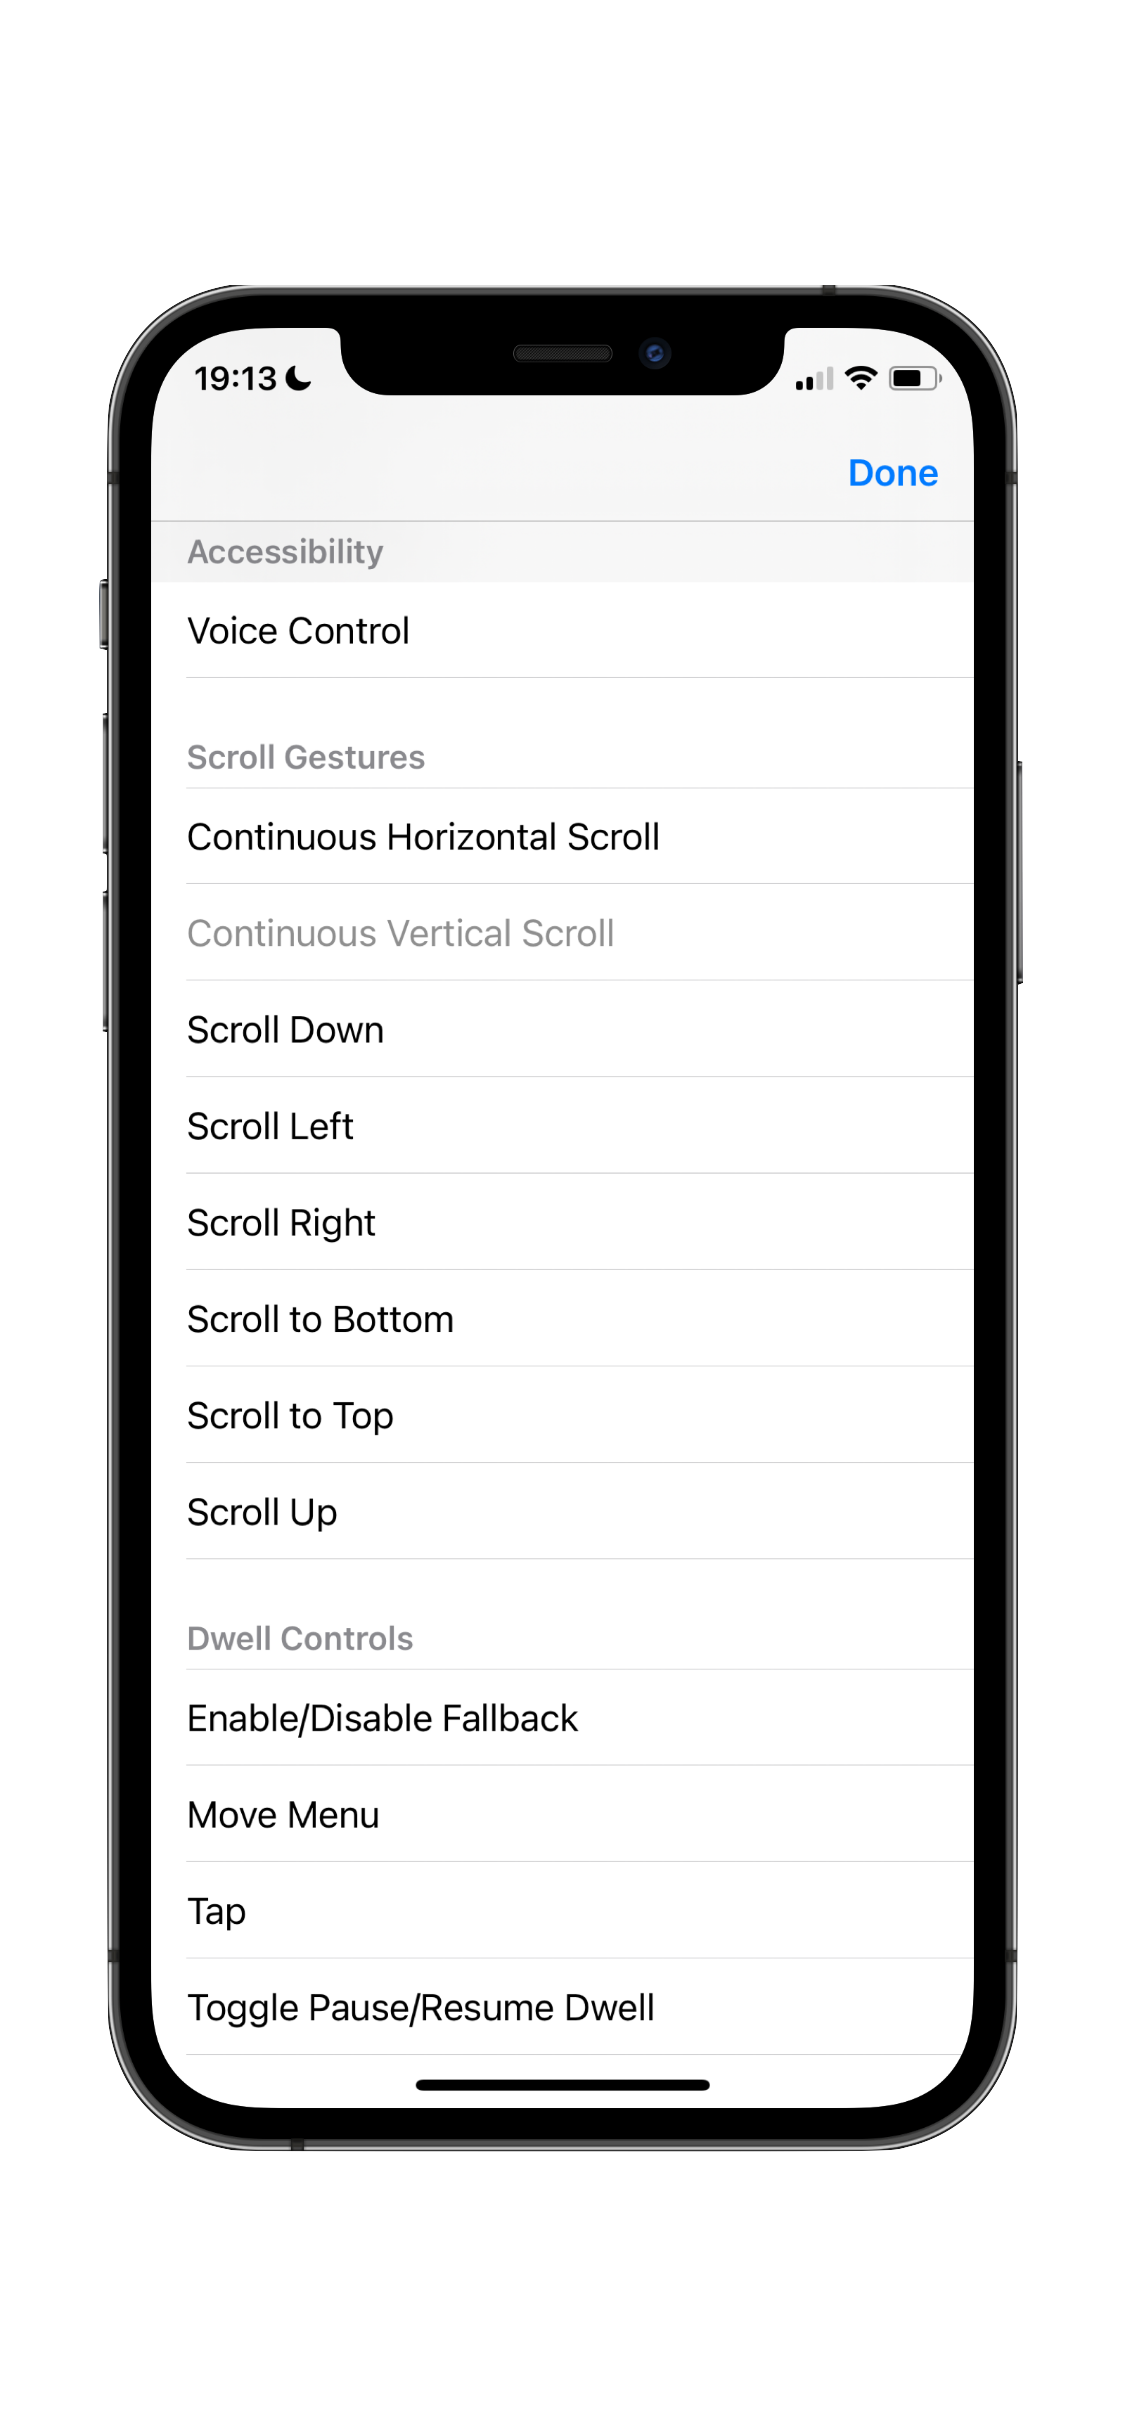 19:13
Done
Accessibility
Voice Control
Scroll Gestures
Continuous Horizontal Scroll
Continuous Vertical Scroll
Scroll Down
Scroll Left
Scroll Right
Scroll to Bottom
Scroll to Top
Scroll Up
Dwell Controls
Enable/Disable Fallback
Move Menu
Tap
Toggle Pause/Resume Dwell